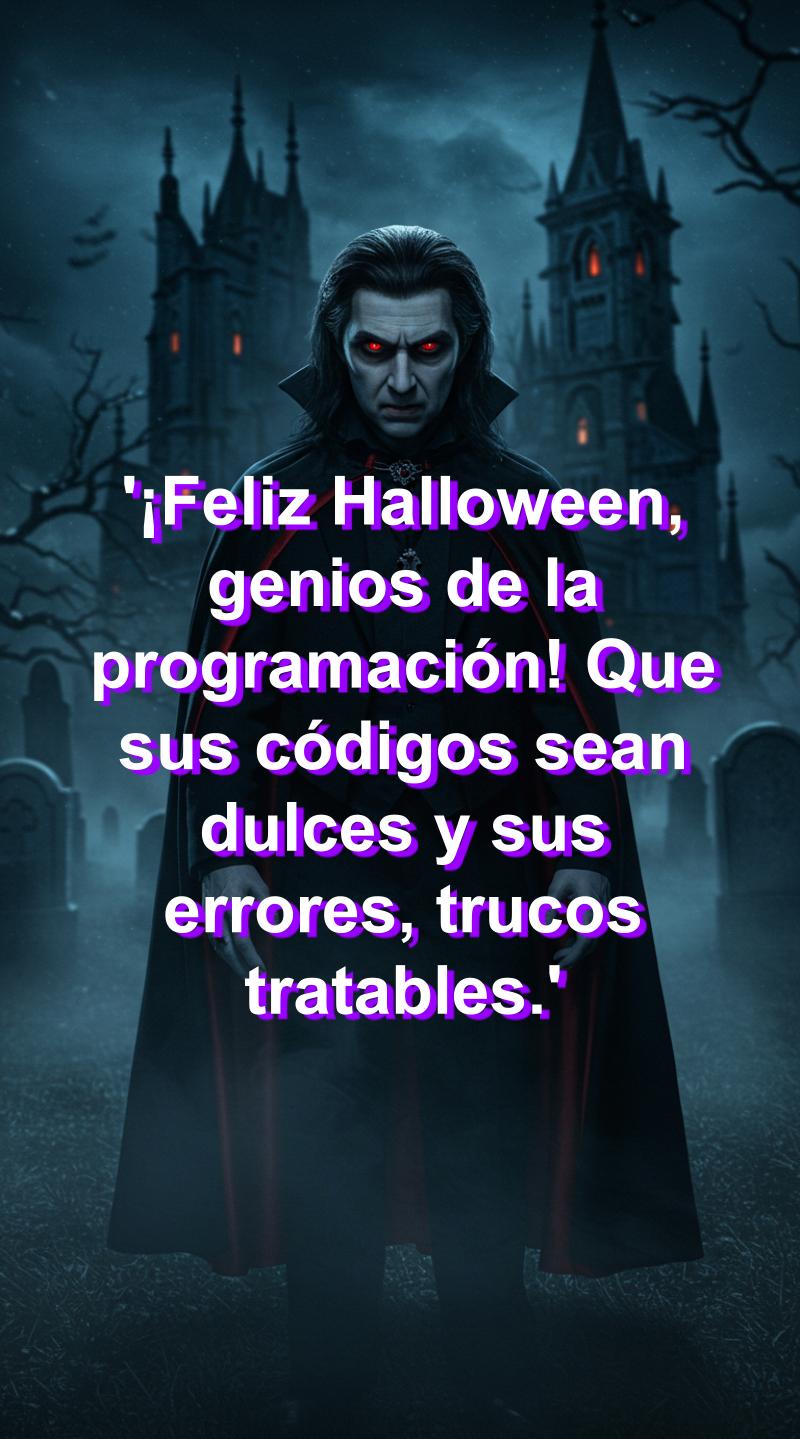 '¡Feliz Halloween,
genios de la
programación! Que
sus códigos sean
dulces y sus
errores, trucos
tratables.'